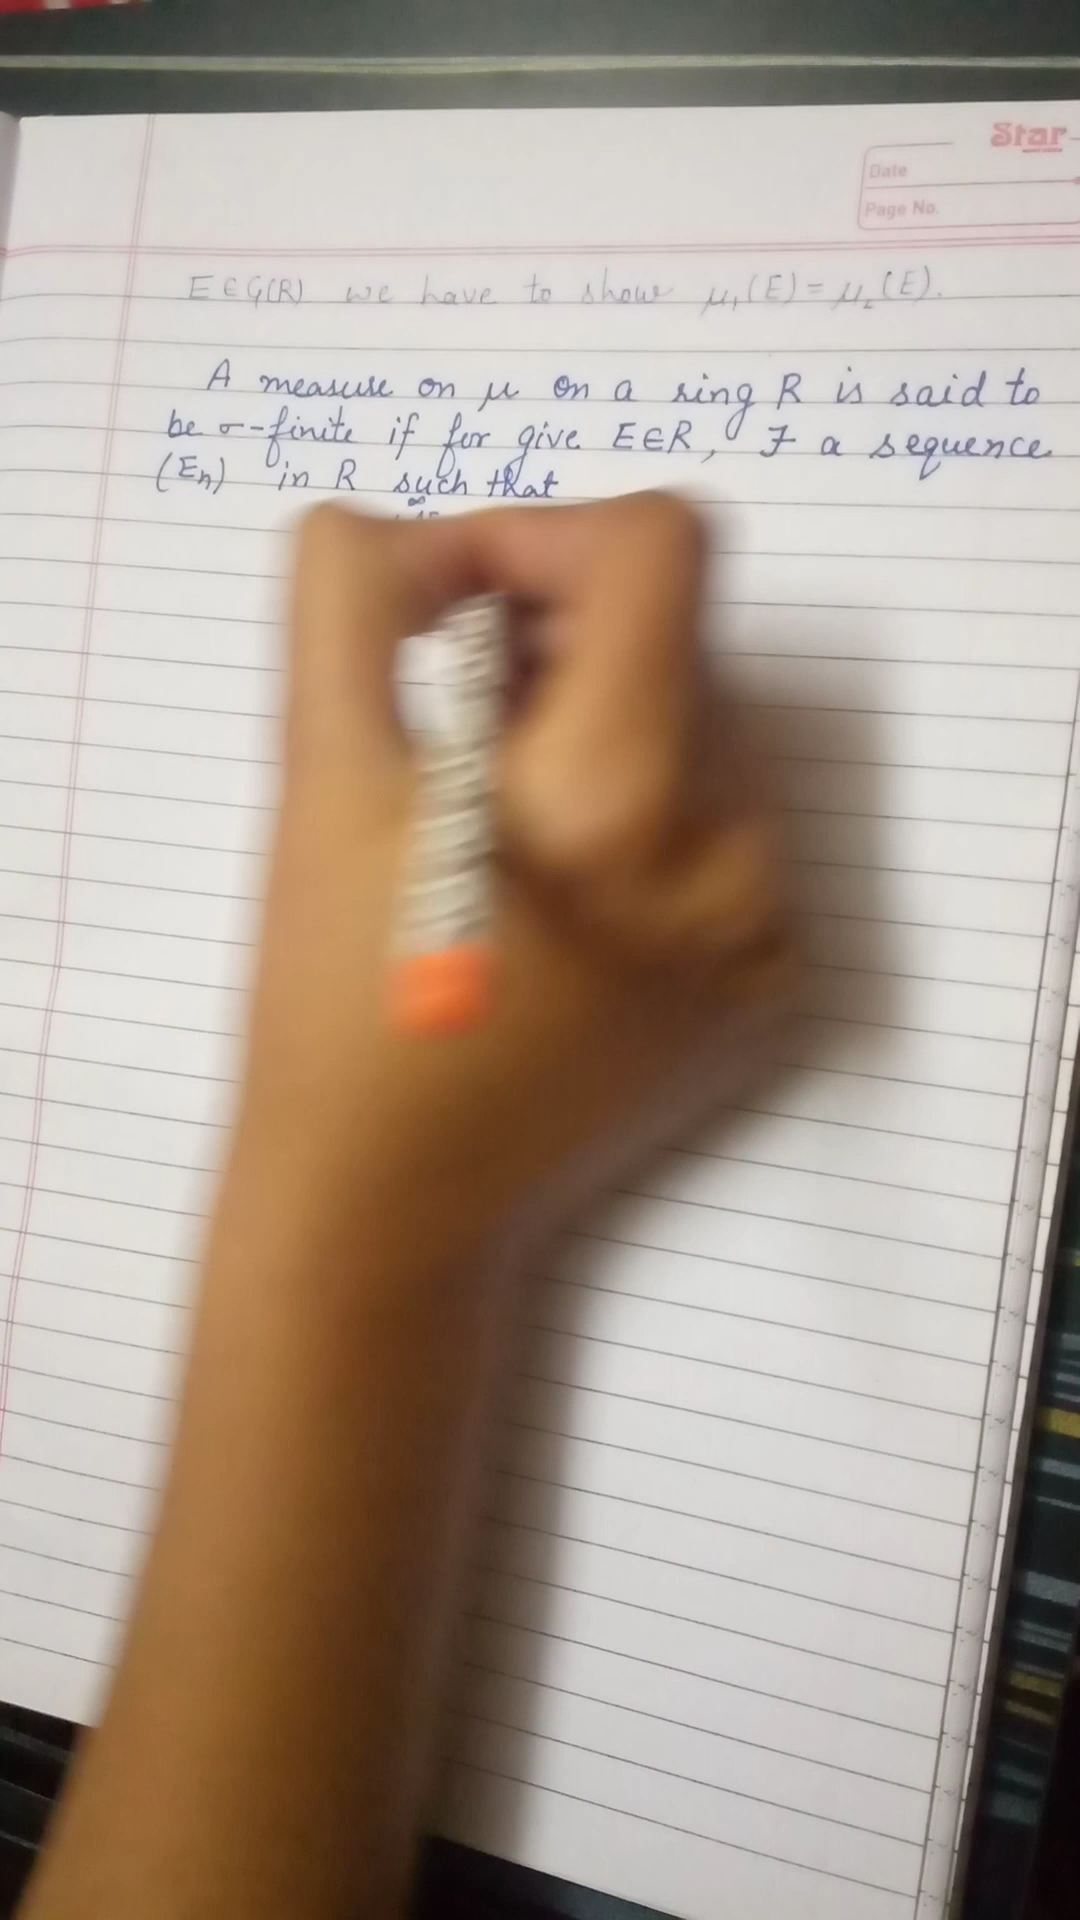 Star
Date
Page No.
E ∈ G(R) we have to show μ₁(E) = μ₂(E).
A measure on μ on a ring R is said to
be σ-finite if for give E∈R, ∃ a sequence
(En) in R such that
∞